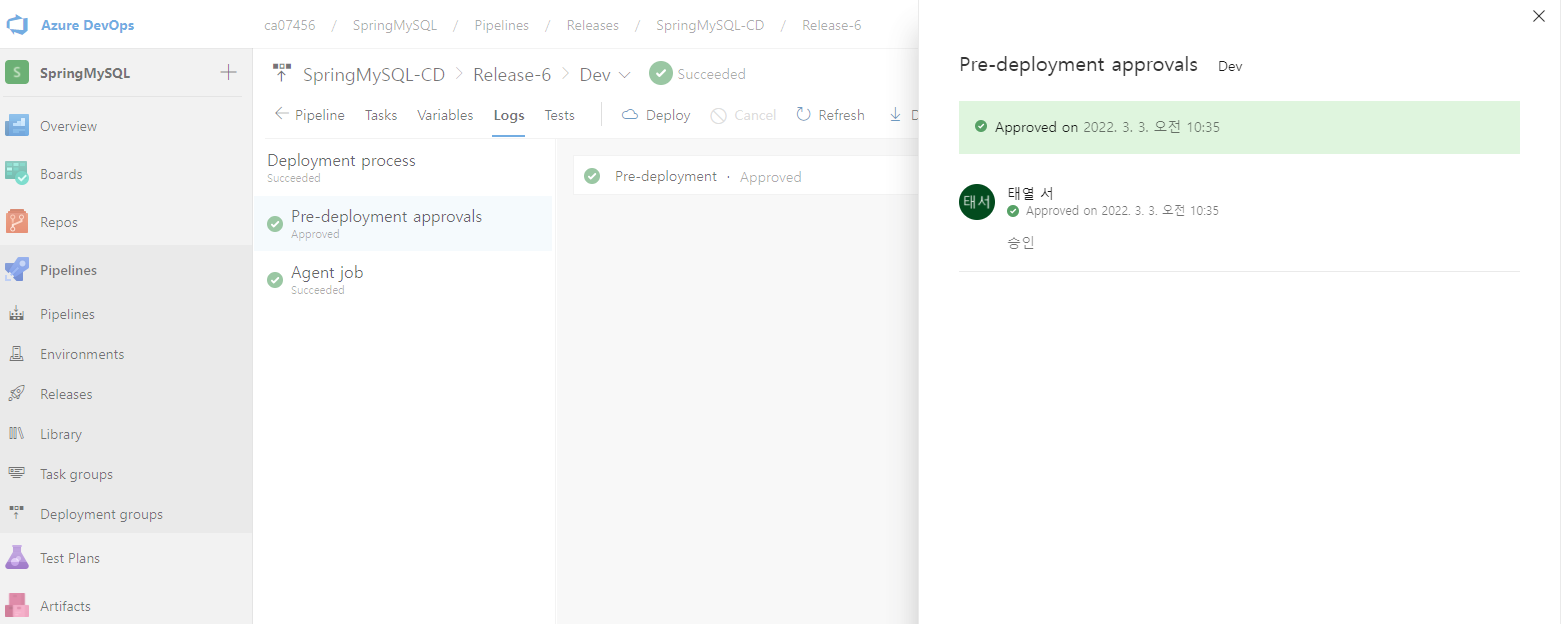 Azure DevOps
ca07456 / SpringMySQL / Pipelines / Releases / SpringMySQL-CD / Release-6
S SpringMySQL
Overview
Boards
Repos
Pipelines
Pipelines
Environments
Releases
Library
Task groups
Deployment groups
Test Plans
Artifacts
SpringMySQL-CD > Release-6 > Dev Succeeded
Pipeline Tasks Variables Logs Tests Deploy Cancel Refresh D
Deployment process
Succeeded
Pre-deployment approvals
Approved
Agent job
Succeeded
Pre-deployment · Approved
Pre-deployment approvals Dev
Approved on 2022. 3. 3. 오전 10:35
태서 태열 서
Approved on 2022. 3. 3. 오전 10:35
승인